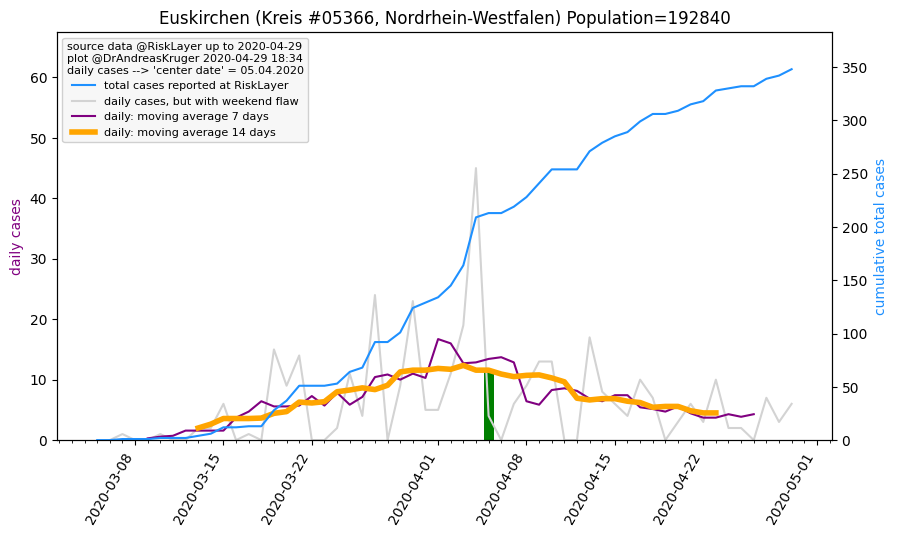 Euskirchen (Kreis #05366, Nordrhein-Westfalen) Population=192840
source data @RiskLayer up to 2020-04-29
plot @DrAndreasKruger 2020-04-29 18:34
daily cases --> 'center date' = 05.04.2020
total cases reported at RiskLayer
daily cases, but with weekend flaw
daily: moving average 7 days
daily: moving average 14 days
daily cases
60
50
40
30
20
10
0
350
300
250
200
150
100
50
0
cumulative total cases
2020-03-08
2020-03-15
2020-03-22
2020-04-01
2020-04-08
2020-04-15
2020-04-22
2020-05-01